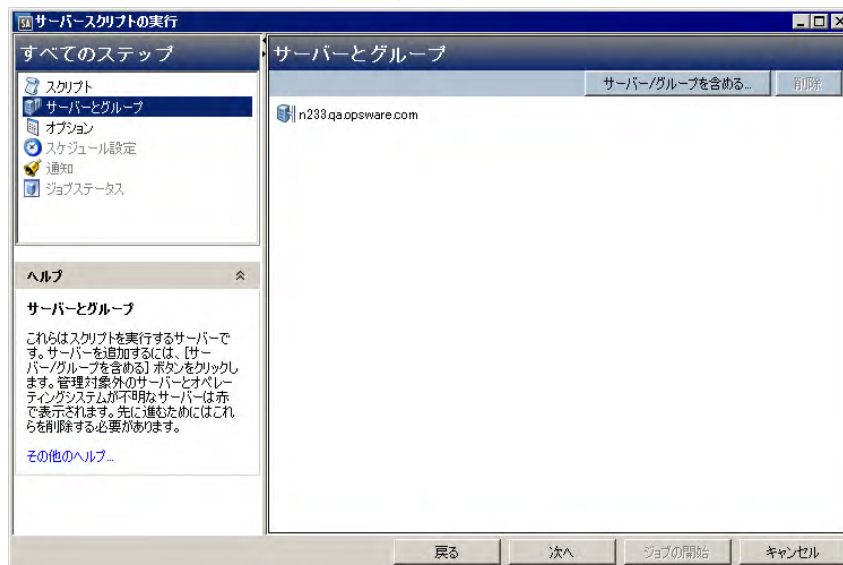 SA サーバースクリプトの実行
すべてのステップ
スクリプト
サーバーとグループ
オプション
スケジュール設定
通知
ジョブステータス
ヘルプ
サーバーとグループ
これらはスクリプトを実行するサーバーで
す。サーバーを追加するには、[サー
バー/グループを含める] ボタンをクリックし
ます。管理対象外のサーバーとオペレー
ティングシステムが不明なサーバーは赤
で表示されます。先に進むためにはこれ
らを削除する必要があります。
その他のヘルプ...
サーバーとグループ
サーバー/グループを含める... 削除
n233.qa.opsware.com
戻る 次へ ジョブの開始 キャンセル